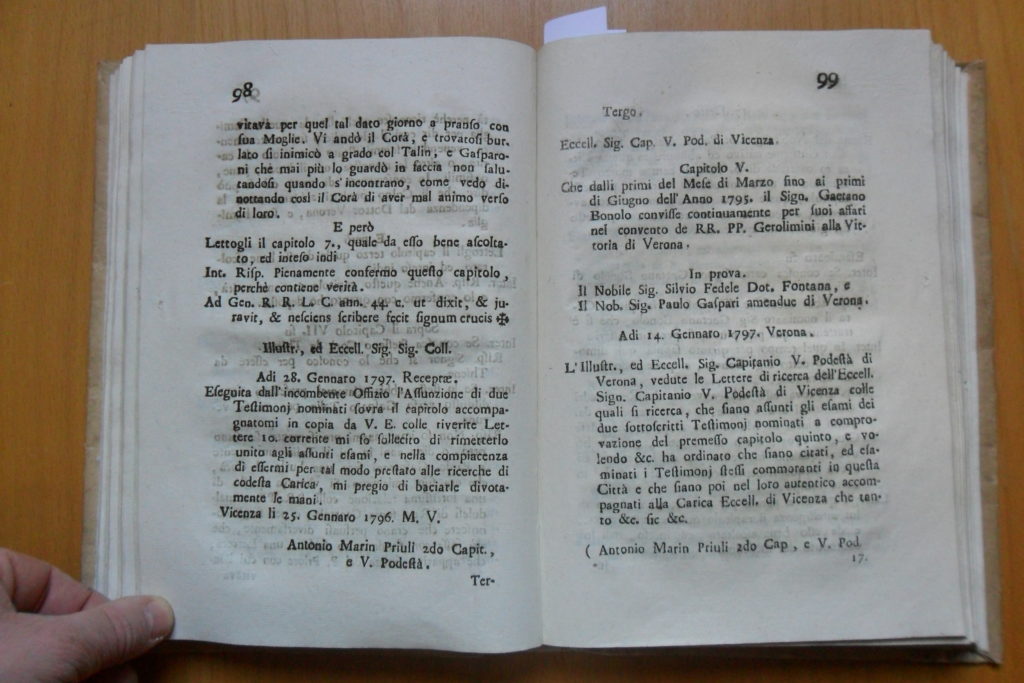 98
vitavà per quel tal dato giorno a pranso con
ſua Moglie. Vi andò il Corà, e trovatoſi bur-
lato ſi inimicò a grado col Talin, e Gaſparo-
ni che mai più lo guardò in faccia non ſalu-
tandoſi quando s'incontrano, come vedo di-
nottando così il Corà di aver mal animo verſo
di loro.
E però
Lettogli il capitolo 7., quale da eſſo bene aſcolta-
to, ed inteſo indi
Int. Riſp. Pienamente confermo queſto capitolo,
perchè contiene verità.
Ad Gen. R. R. L. C. ann. 44. c. ut dixit, & ju-
ravit, & neſciens ſcribere fecit ſignum crucis ✠
Illuſtr., ed Eccell. Sig. Sig. Coll.
Adi 28. Gennaro 1797. Receptæ.
Eſeguita dall'incombente Offizio l'Aſſunzione di due
Teſtimonj nominati ſovra il capitolo accompa-
gnatomi in copia da V. E. colle riverite Let-
tere 10. corrente mi fo ſollecito di rimetterlo
unito agli aſſunti eſami, e nella compiacenza
di eſſermi per tal modo preſtato alle ricerche di
codeſta Carica, mi pregio di baciarle divota-
mente le mani.
Vicenza li 25. Gennaro 1796. M. V.
Antonio Marin Priuli 2do Capit.,
e V. Podeſtà.
Ter-
99
Tergo.
Eccell. Sig. Cap. V. Pod. di Vicenza.
Capitolo V.
Che dalli primi del Meſe di Marzo ſino ai primi
di Giugno dell'Anno 1795. il Sign. Gaetano
Bonolo conviſſe continuamente per ſuoi affari
nel convento de RR. PP. Gerolimini alla Vit-
toria di Verona.
In prova.
Il Nobile Sig. Silvio Fedele Dot. Fontana, e
Il Nob. Sig. Paulo Gaſpari amendue di Verona.
Adi 14. Gennaro 1797. Verona.
L'Illuſtr., ed Eccell. Sig. Capitanio V. Podeſtà di
Verona, vedute le Lettere di ricerca dell'Eccell.
Sign. Capitanio V. Podeſtà di Vicenza colle
quali ſi ricerca, che ſiano aſſunti gli eſami dei
due ſottoſcritti Teſtimonj nominati a compro-
vazione del premeſſo capitolo quinto, e vo-
lendo &c. ha ordinato che ſiano citati, ed eſa-
minati i Teſtimonj ſteſſi commoranti in queſta
Città e che ſiano poi nel loro autentico accom-
pagnati alla Carica Eccell. di Vicenza che tan-
to &c. ſic &c.
( Antonio Marin Priuli 2do Cap, e V. Pod
17.